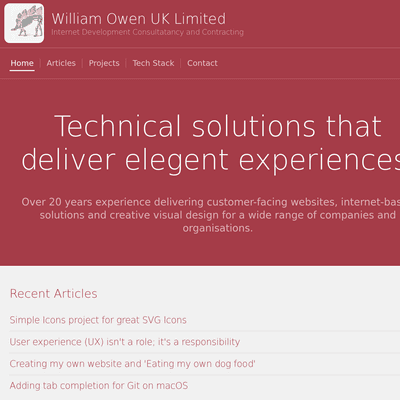 William Owen UK Limited
Internet Development Consultatancy and Contracting
Home
Articles
Projects
Tech Stack
Contact
Technical solutions that
deliver elegent experiences
Over 20 years experience delivering customer-facing websites, internet-bas
solutions and creative visual design for a wide range of companies and
organisations.
Recent Articles
Simple Icons project for great SVG Icons
User experience (UX) isn't a role; it's a responsibility
Creating my own website and 'Eating my own dog food'
Adding tab completion for Git on macOS